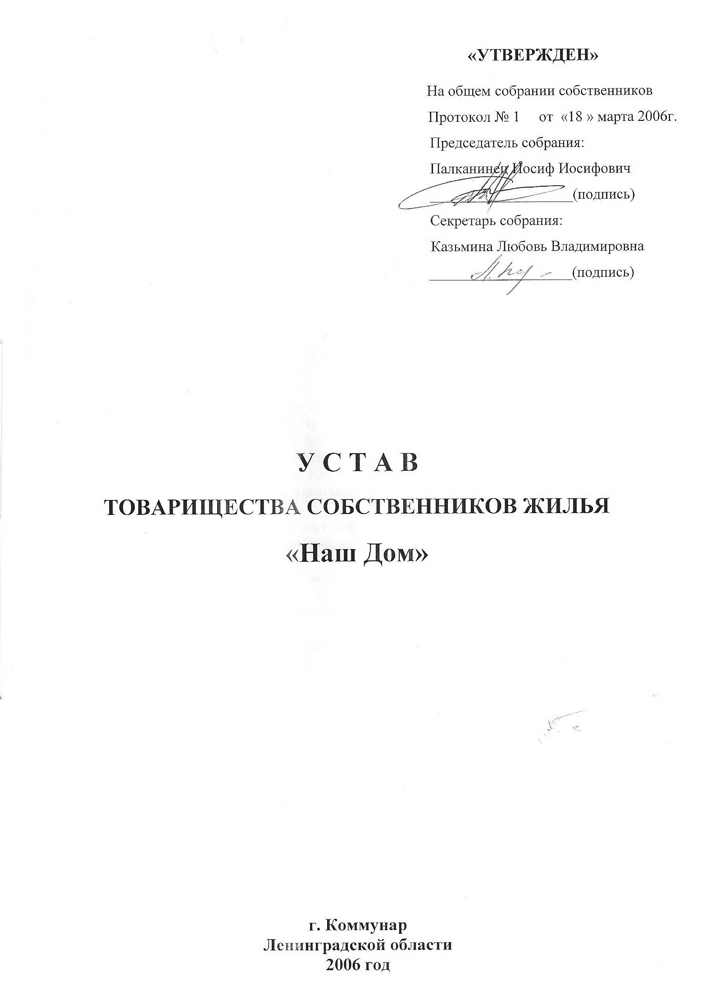 «УТВЕРЖДЕН»
На общем собрании собственников
Протокол № 1 от «18 » марта 2006г.
Председатель собрания:
Палканинец Иосиф Иосифович
(подпись)
Секретарь собрания:
Казьмина Любовь Владимировна
(подпись)
У С Т А В
ТОВАРИЩЕСТВА СОБСТВЕННИКОВ ЖИЛЬЯ
«Наш Дом»
г. Коммунар
Ленинградской области
2006 год